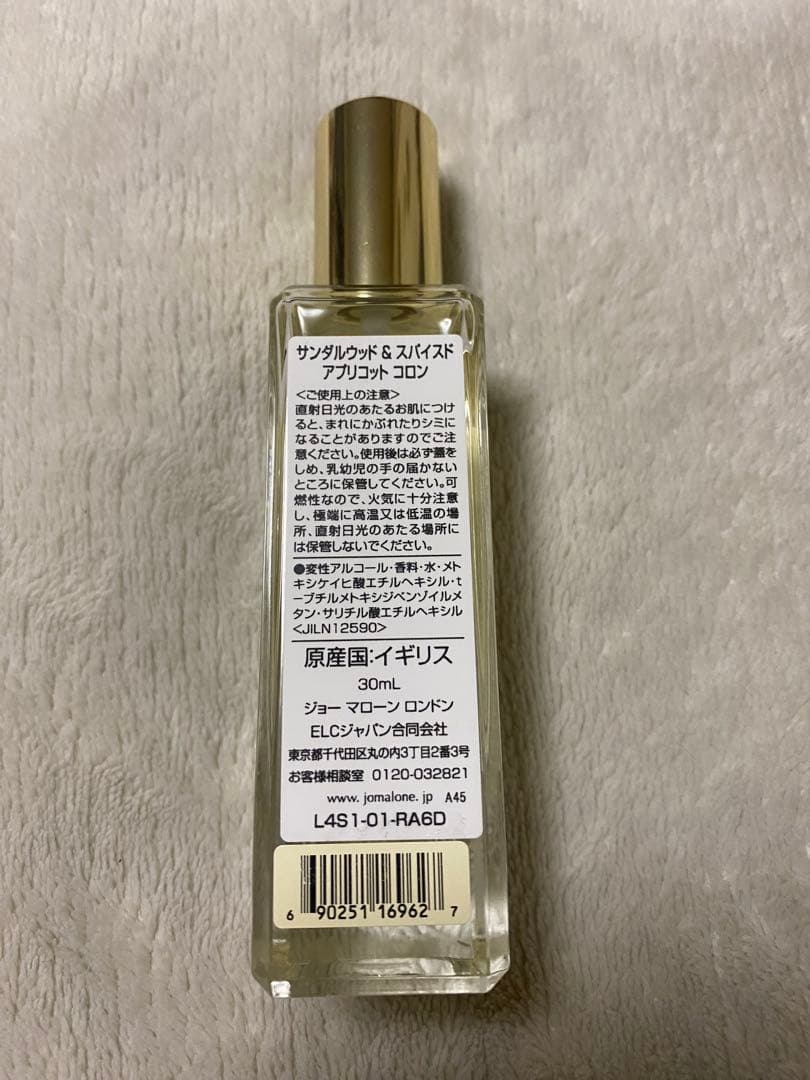 サンダルウッド & スパイスド
アプリコット コロン
<ご使用上の注意>
直射日光のあたるお肌につけ
ると、まれにかぶれたりシミに
なることがありますのでご注
意ください。使用後は必ず蓋を
しめ、乳幼児の手の届かない
ところに保管してください。可
燃性なので、火気に十分注意
し、極端に高温又は低温の場
所、直射日光のあたる場所に
は保管しないでください。
●変性アルコール・香料・水・メト
キシケイヒ酸エチルヘキシル・t
ーブチルメトキシジベンゾイルメ
タン・サリチル酸エチルヘキシル
<JILN12590>
原産国:イギリス
30mL
ジョー マローン ロンドン
ELCジャパン合同会社
東京都千代田区丸の内3丁目2番3号
お客様相談室 0120-032821
www. jomalone. jp A45
L4S1-01-RA6D
6 90251 16962 7